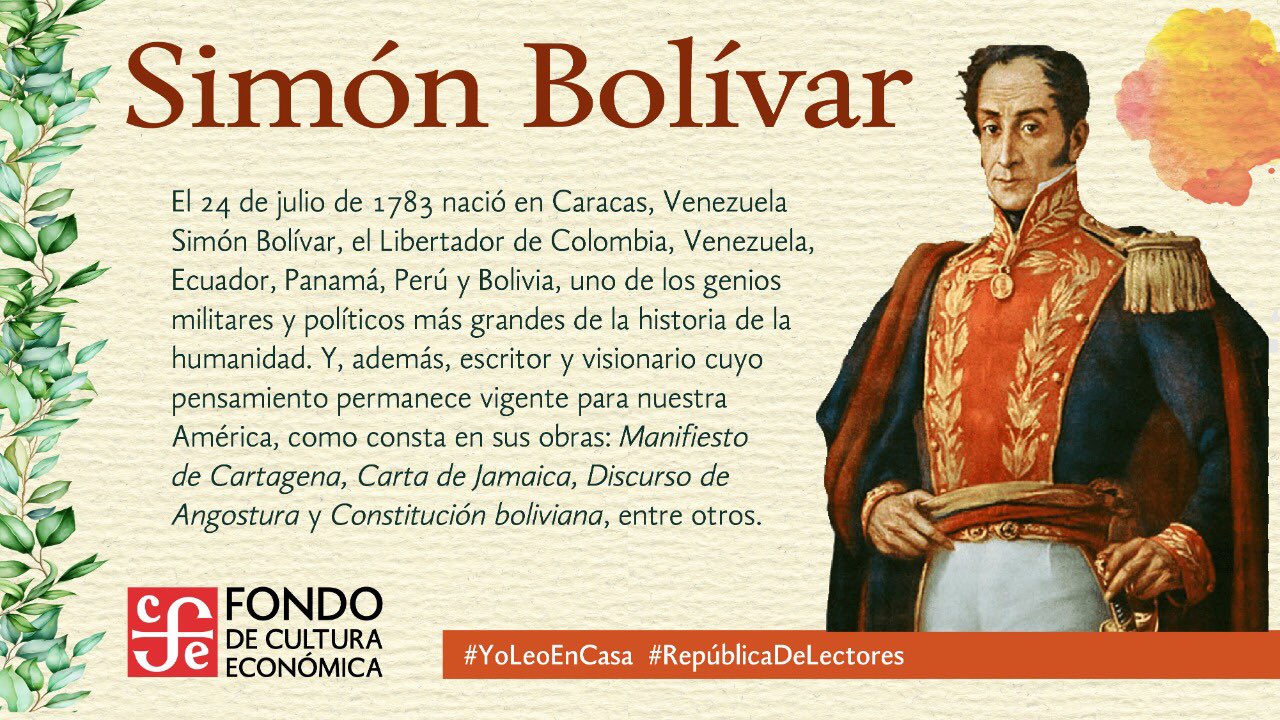 Simón Bolívar
El 24 de julio de 1783 nació en Caracas, Venezuela
Simón Bolívar, el Libertador de Colombia, Venezuela,
Ecuador, Panamá, Perú y Bolivia, uno de los genios
militares y políticos más grandes de la historia de la
humanidad. Y, además, escritor y visionario cuyo
pensamiento permanece vigente para nuestra
América, como consta en sus obras: Manifiesto
de Cartagena, Carta de Jamaica, Discurso de
Angostura y Constitución boliviana, entre otros.
cfe
FONDO
DE CULTURA
ECONÓMICA
#YoLeoEnCasa #RepúblicaDeLectores